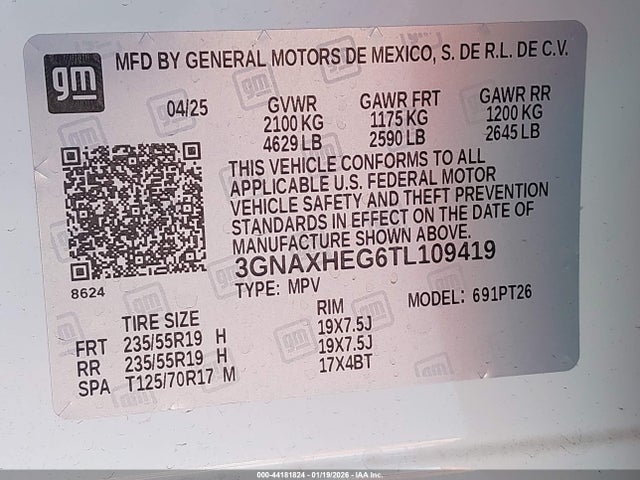 gm
MFD BY GENERAL MOTORS DE MEXICO, S. DE R.L. DE C.V.
04/25 GVWR GAWR FRT GAWR RR
2100 KG 1175 KG 1200 KG
4629 LB 2590 LB 2645 LB
THIS VEHICLE CONFORMS TO ALL
APPLICABLE U.S. FEDERAL MOTOR
VEHICLE SAFETY AND THEFT PREVENTION
STANDARDS IN EFFECT ON THE DATE OF
MANUFACTURE SHOWN ABOVE.
3GNAXHEG6TL109419
8624 TYPE: MPV MODEL: 691PT26
TIRE SIZE RIM
FRT 235/55R19 H 19X7.5J
RR 235/55R19 H 19X7.5J
SPA T125/70R17 M 17X4BT
000-44181824 - 01/19/2026 - IAA Inc.